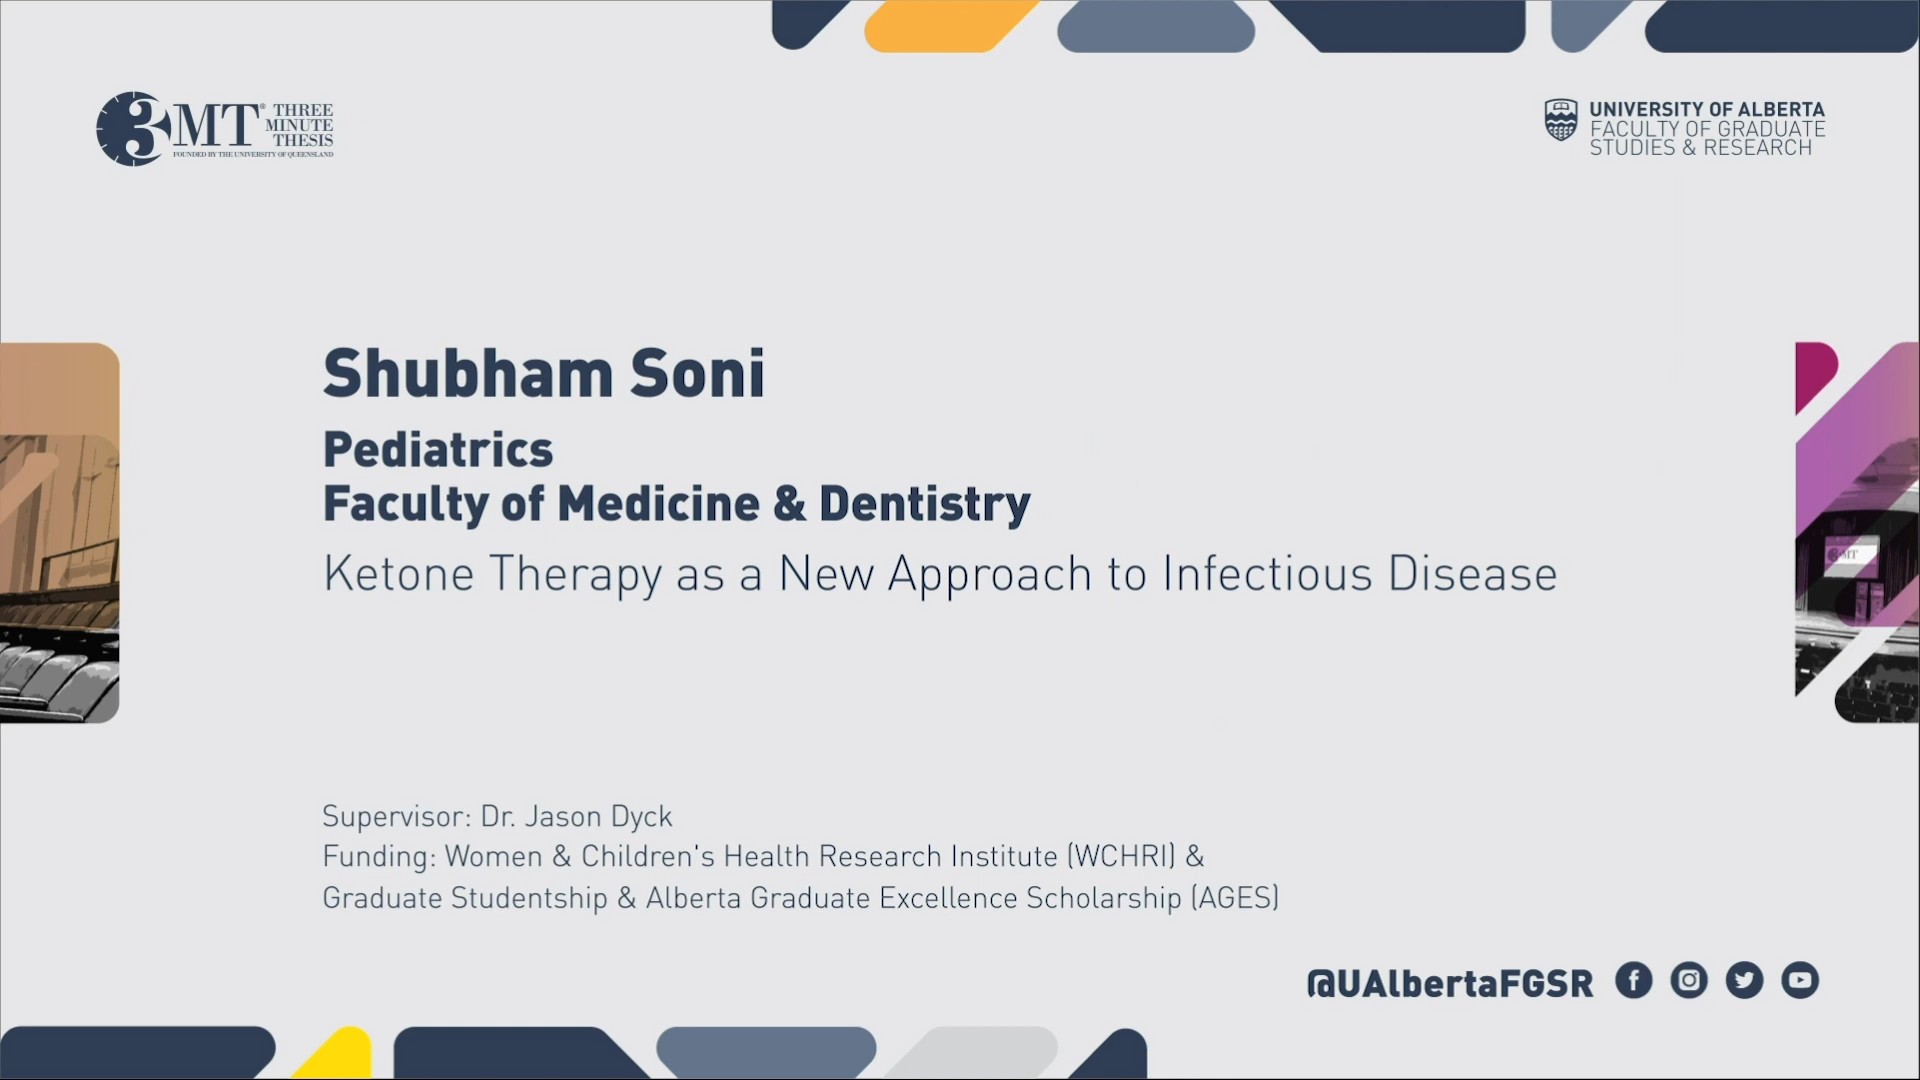 3MT® THREE
MINUTE
THESIS
FOUNDED BY THE UNIVERSITY OF QUEENSLAND
UNIVERSITY OF ALBERTA
FACULTY OF GRADUATE
STUDIES & RESEARCH
Shubham Soni
Pediatrics
Faculty of Medicine & Dentistry
Ketone Therapy as a New Approach to Infectious Disease
3MT
Supervisor: Dr. Jason Dyck
Funding: Women & Children's Health Research Institute (WCHRI) &
Graduate Studentship & Alberta Graduate Excellence Scholarship (AGES)
@UAlbertaFGSR